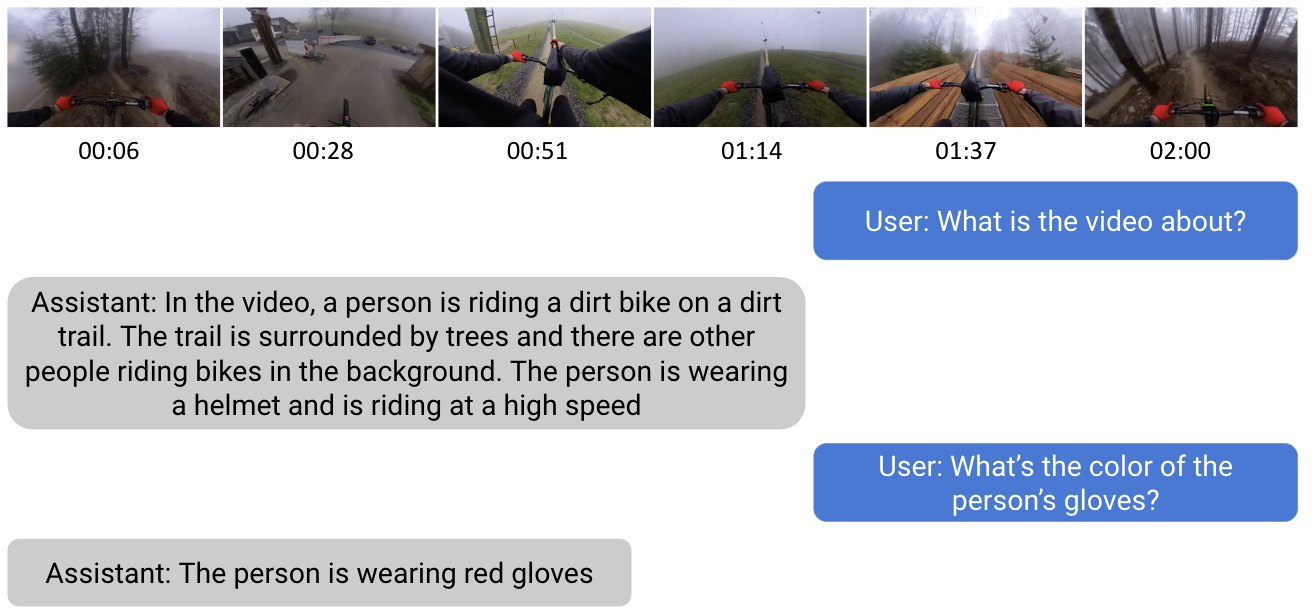 00:06 00:28 00:51 01:14 01:37 02:00
User: What is the video about?
Assistant: In the video, a person is riding a dirt bike on a dirt
trail. The trail is surrounded by trees and there are other
people riding bikes in the background. The person is wearing
a helmet and is riding at a high speed
User: What’s the color of the
person’s gloves?
Assistant: The person is wearing red gloves